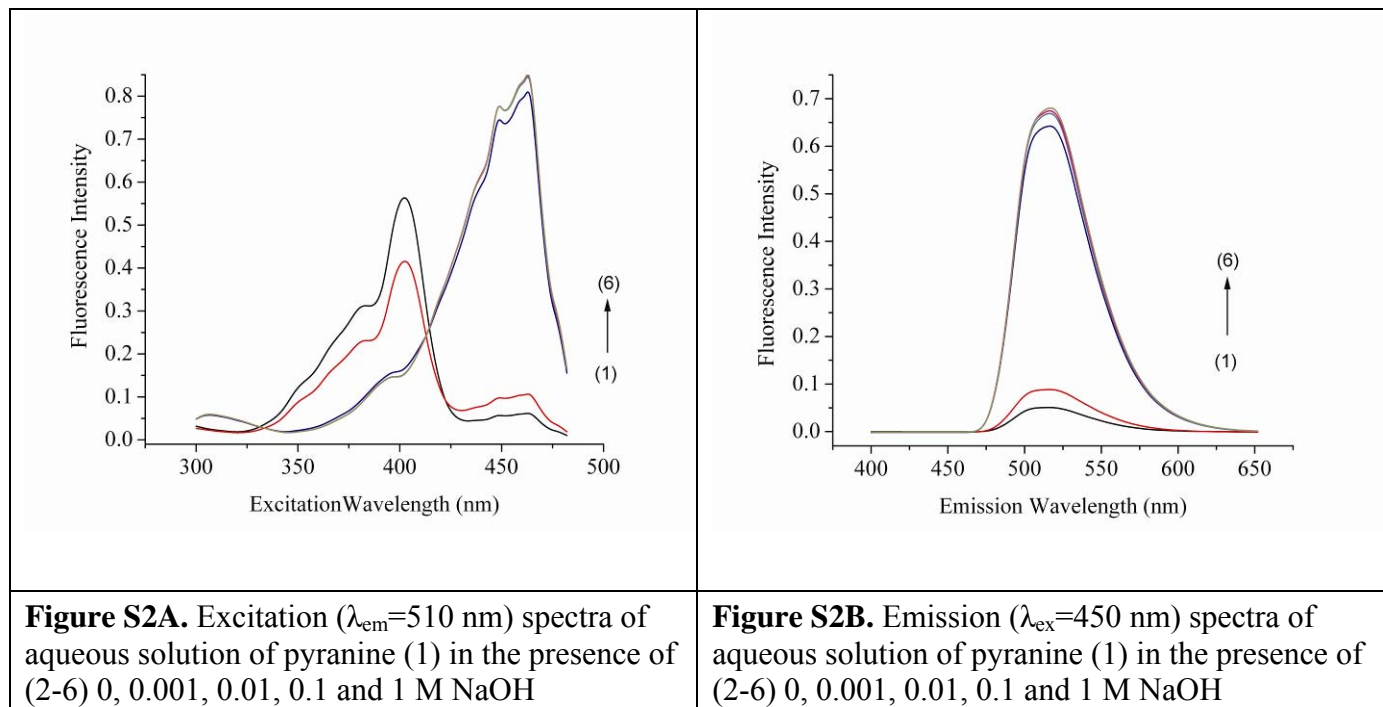 0.8
0.7
0.6
0.5
0.4
0.3
0.2
0.1
0.0
Fluorescence Intensity
300 350 400 450 500
ExcitationWavelength (nm)
(6)
(1)
0.7
0.6
0.5
0.4
0.3
0.2
0.1
0.0
Fluorescence Intensity
400 450 500 550 600 650
Emission Wavelength (nm)
(6)
(1)
Figure S2A. Excitation (λem=510 nm) spectra of
aqueous solution of pyranine (1) in the presence of
(2-6) 0, 0.001, 0.01, 0.1 and 1 M NaOH
Figure S2B. Emission (λex=450 nm) spectra of
aqueous solution of pyranine (1) in the presence of
(2-6) 0, 0.001, 0.01, 0.1 and 1 M NaOH